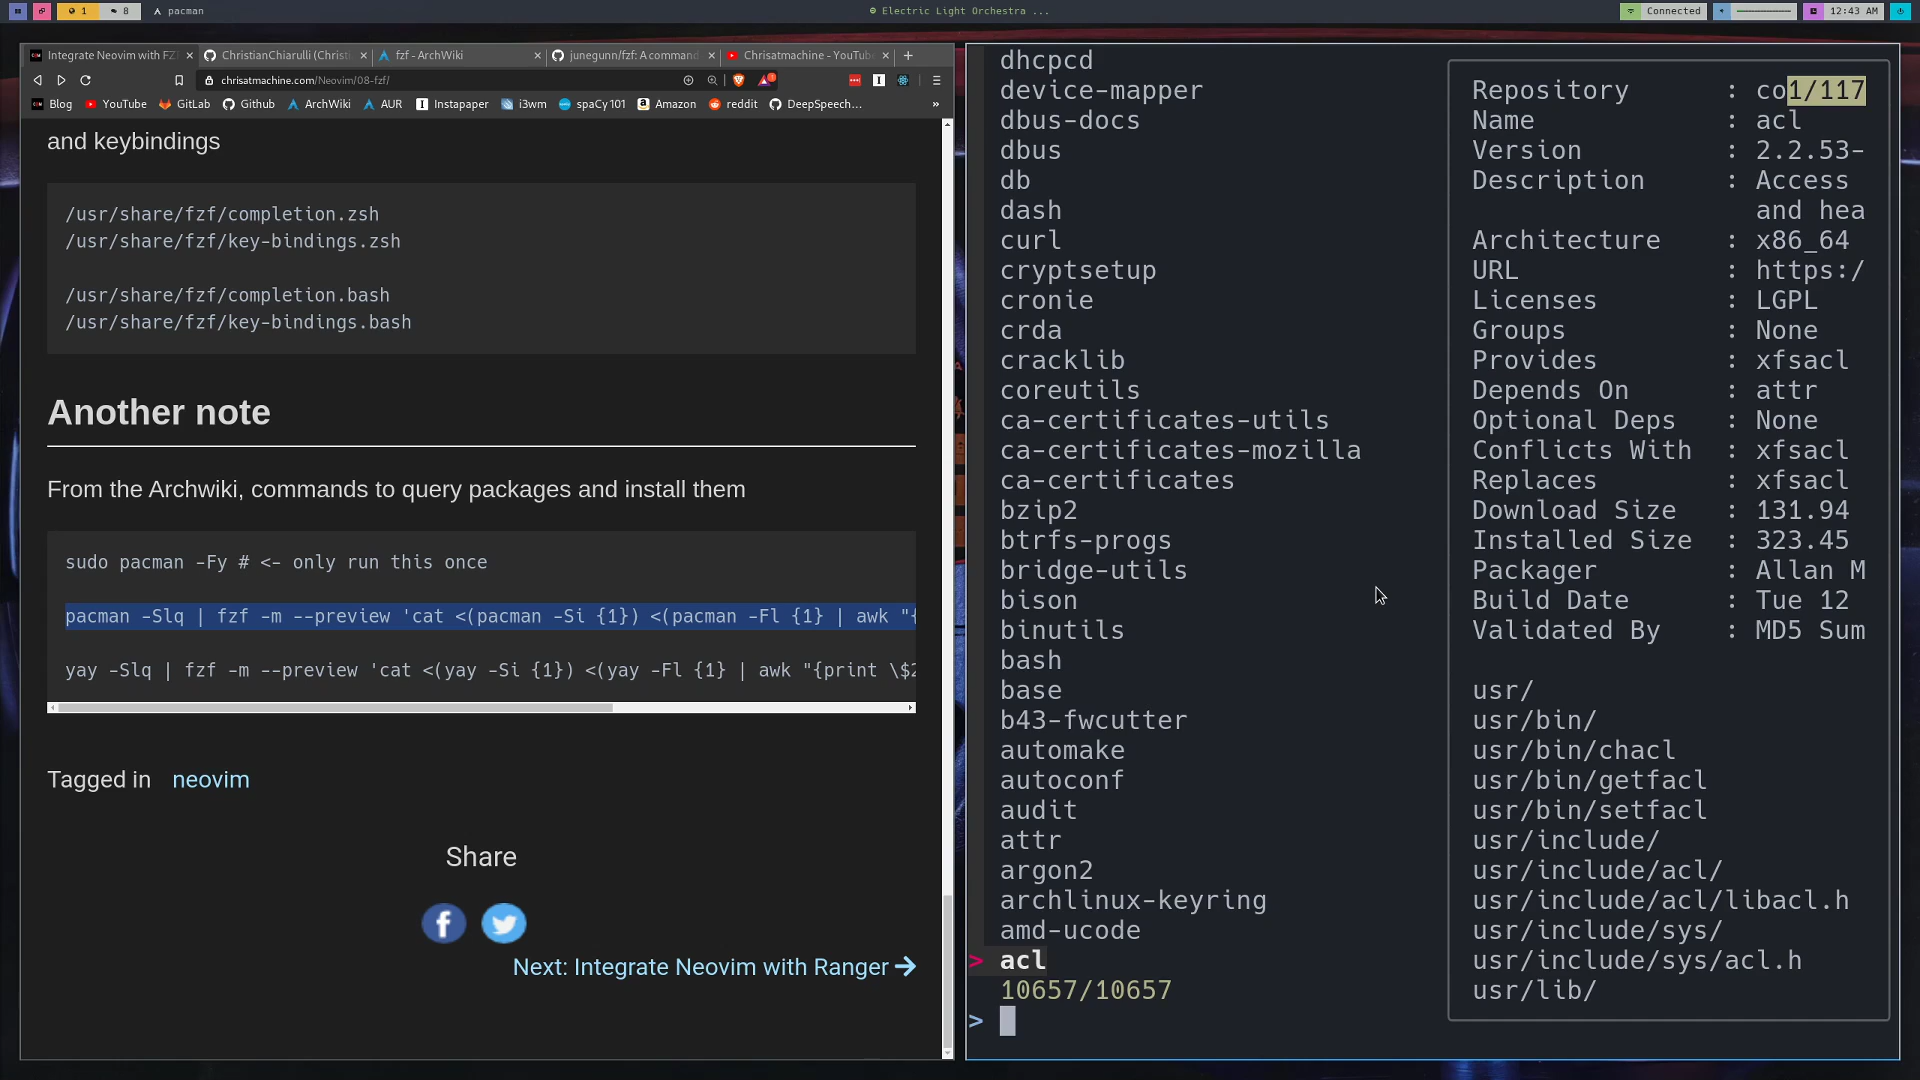 1
8
pacman
Electric Light Orchestra ...
Connected
12:43 AM
Integrate Neovim with FZ
ChristianChiarulli (Christi
fzf - ArchWiki
junegunn/fzf: A command
Chrisatmachine - YouTube
chrisatmachine.com/Neovim/08-fzf/
Blog
YouTube
GitLab
Github
ArchWiki
AUR
Instapaper
i3wm
spaCy101
Amazon
reddit
DeepSpeech...
»
and keybindings
/usr/share/fzf/completion.zsh
/usr/share/fzf/key-bindings.zsh
/usr/share/fzf/completion.bash
/usr/share/fzf/key-bindings.bash
Another note
From the Archwiki, commands to query packages and install them
sudo pacman -Fy # <- only run this once
pacman -Slq | fzf -m --preview 'cat <(pacman -Si {1}) <(pacman -Fl {1} | awk "{
yay -Slq | fzf -m --preview 'cat <(yay -Si {1}) <(yay -Fl {1} | awk "{print \$2
Tagged in neovim
Share
Next: Integrate Neovim with Ranger
dhcpcd
device-mapper
dbus-docs
dbus
db
dash
curl
cryptsetup
cronie
crda
cracklib
coreutils
ca-certificates-utils
ca-certificates-mozilla
ca-certificates
bzip2
btrfs-progs
bridge-utils
bison
binutils
bash
base
b43-fwcutter
automake
autoconf
audit
attr
argon2
archlinux-keyring
amd-ucode
> acl
10657/10657
>
Repository : co1/117
Name : acl
Version : 2.2.53-
Description : Access
and hea
Architecture : x86_64
URL : https:/
Licenses : LGPL
Groups : None
Provides : xfsacl
Depends On : attr
Optional Deps : None
Conflicts With : xfsacl
Replaces : xfsacl
Download Size : 131.94
Installed Size : 323.45
Packager : Allan M
Build Date : Tue 12
Validated By : MD5 Sum
usr/
usr/bin/
usr/bin/chacl
usr/bin/getfacl
usr/bin/setfacl
usr/include/
usr/include/acl/
usr/include/acl/libacl.h
usr/include/sys/
usr/include/sys/acl.h
usr/lib/